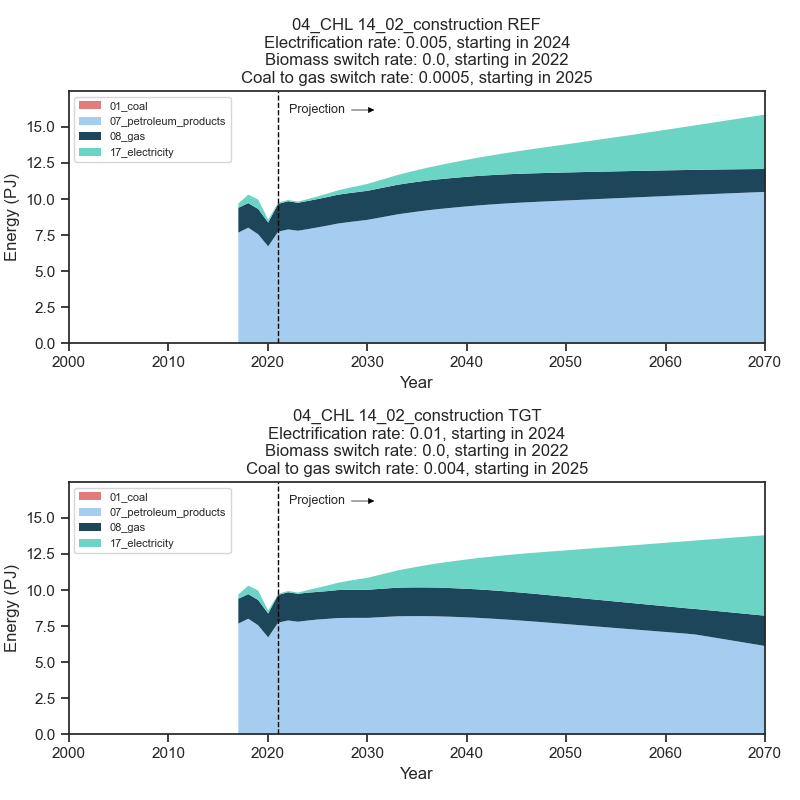 04_CHL 14_02_construction REF
Electrification rate: 0.005, starting in 2024
Biomass switch rate: 0.0, starting in 2022
Coal to gas switch rate: 0.0005, starting in 2025
01_coal
07_petroleum_products
08_gas
17_electricity
Projection
15.0
12.5
10.0
7.5
5.0
2.5
0.0
Energy (PJ)
2000 2010 2020 2030 2040 2050 2060 2070
Year
04_CHL 14_02_construction TGT
Electrification rate: 0.01, starting in 2024
Biomass switch rate: 0.0, starting in 2022
Coal to gas switch rate: 0.004, starting in 2025
01_coal
07_petroleum_products
08_gas
17_electricity
Projection
15.0
12.5
10.0
7.5
5.0
2.5
0.0
Energy (PJ)
2000 2010 2020 2030 2040 2050 2060 2070
Year